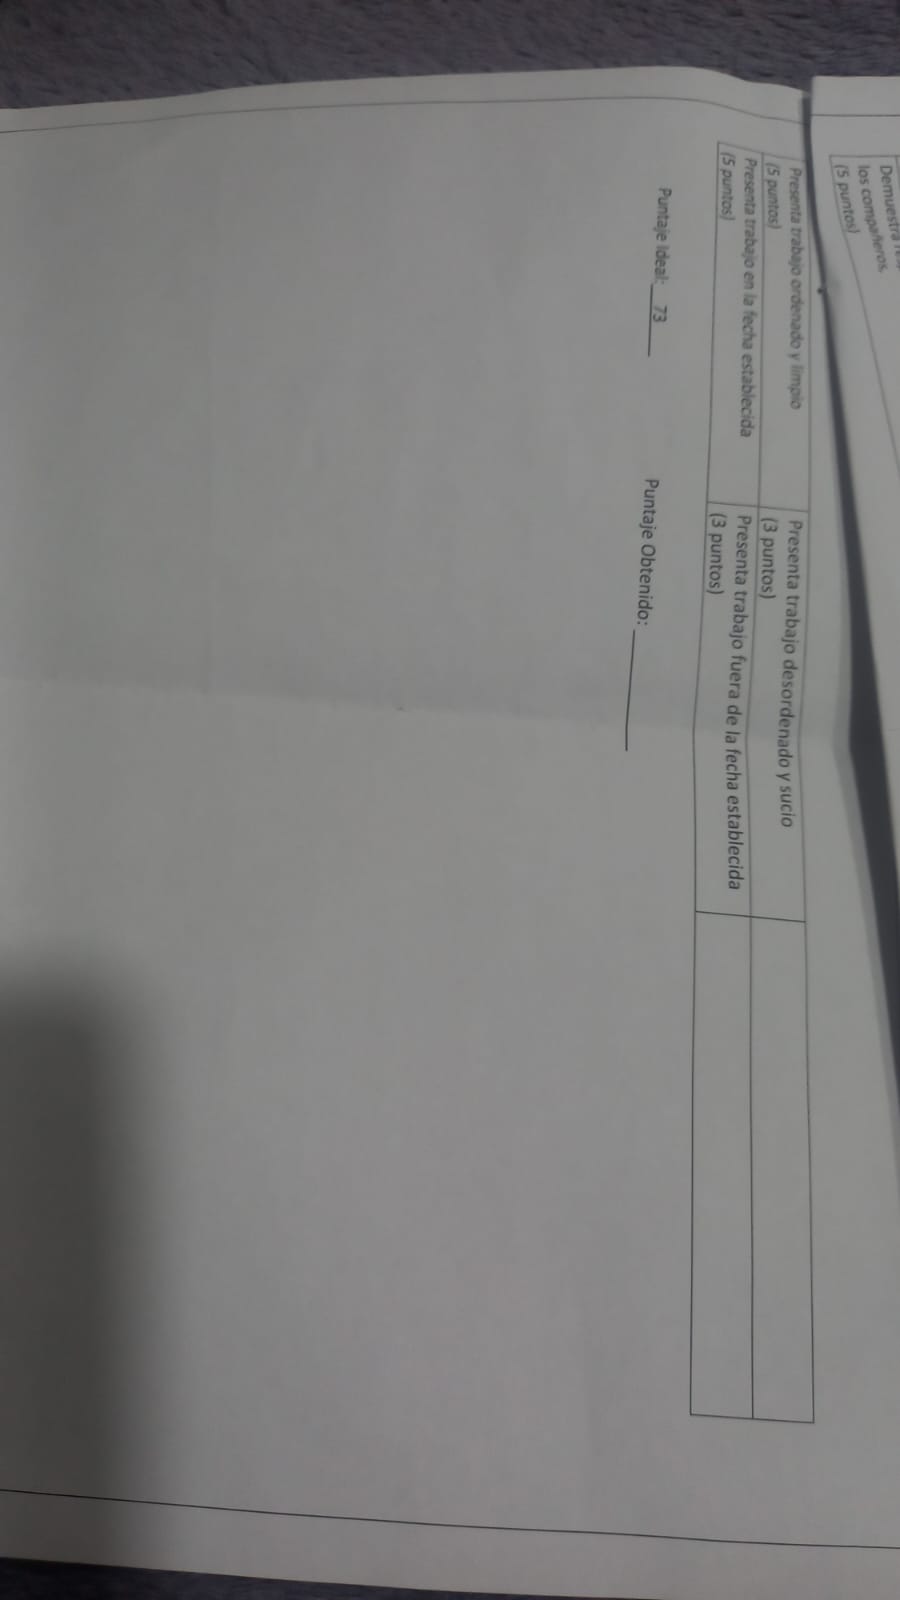 Demuestra
los compañeros.
(5 puntos)
Presenta trabajo ordenado y limpio
(5 puntos)
Presenta trabajo desordenado y sucio
(3 puntos)
Presenta trabajo en la fecha establecida
(5 puntos)
Presenta trabajo fuera de la fecha establecida
(3 puntos)
Puntaje Ideal: 73 Puntaje Obtenido: